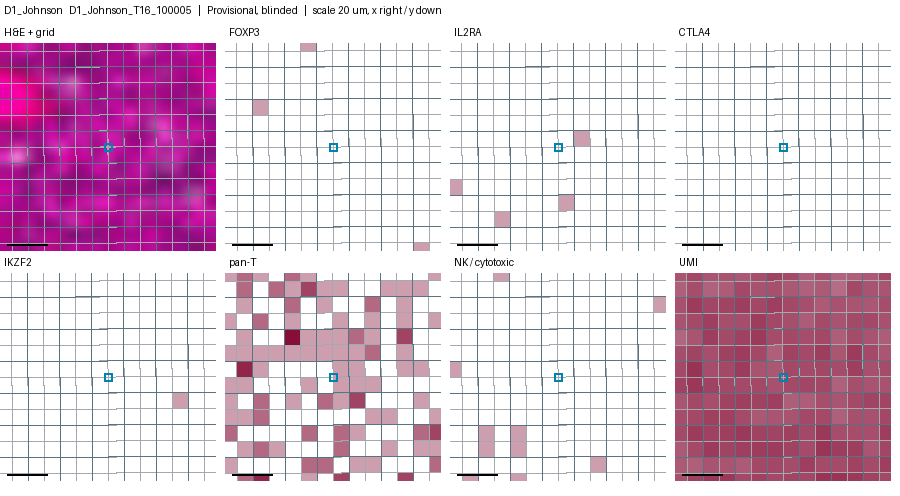 D1_Johnson D1_Johnson_T16_100005 | Provisional, blinded | scale 20 um, x right / y down
H&E + grid FOXP3 IL2RA CTLA4
IKZF2 pan-T NK/cytotoxic UMI